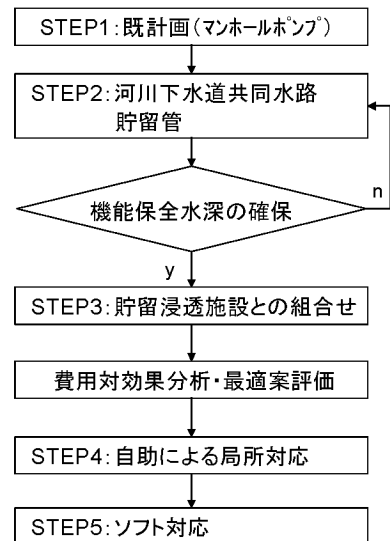 STEP1:既計画(マンホールポンプ)
STEP2:河川下水道共同水路
貯留管
n
機能保全水深の確保
y
STEP3:貯留浸透施設との組合せ
費用対効果分析・最適案評価
STEP4:自助による局所対応
STEP5:ソフト対応